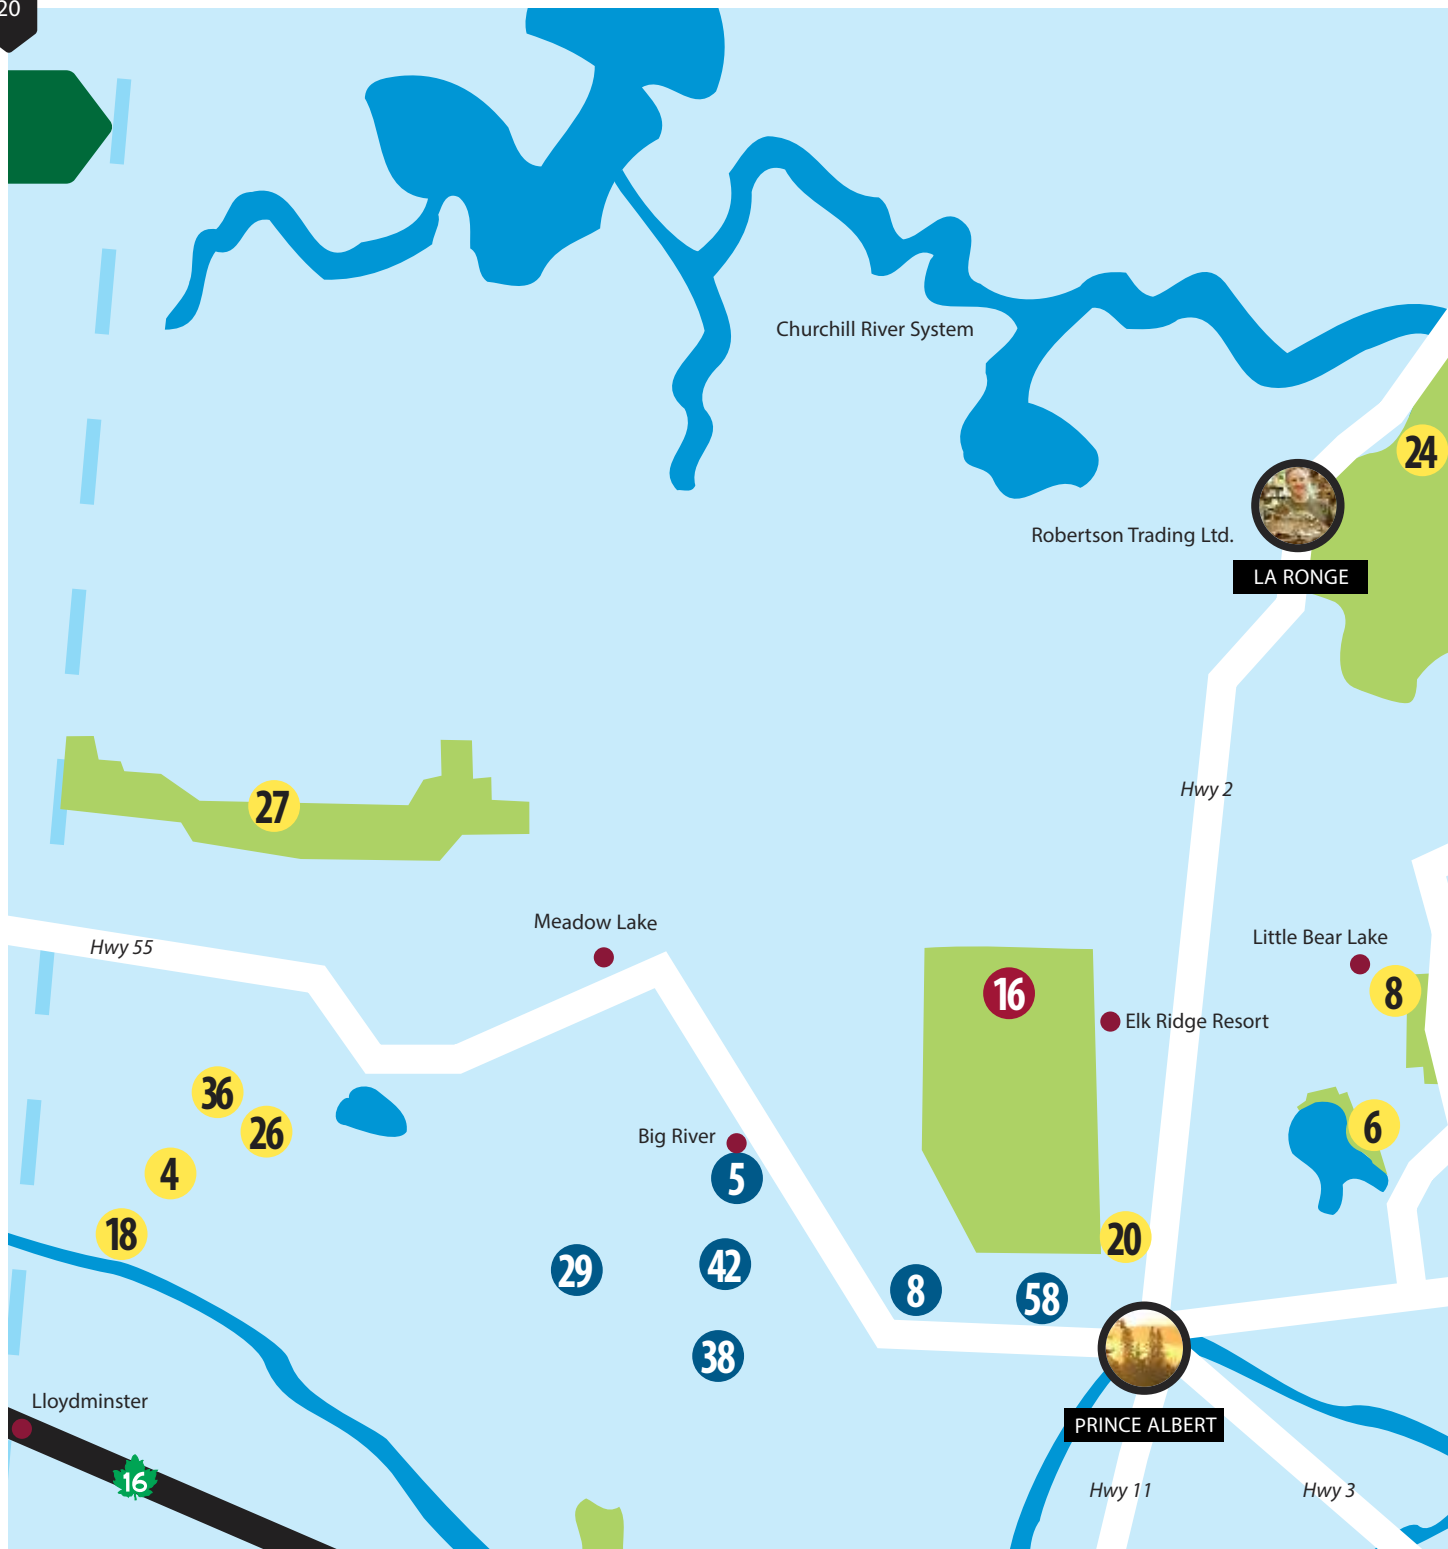 20
Churchill River System
24
Robertson Trading Ltd.
LA RONGE
Hwy 2
27
Meadow Lake
Hwy 55
Little Bear Lake
16
8
Elk Ridge Resort
36
26
6
Big River
4
5
18
20
42
29
8
58
38
Lloydminster
PRINCE ALBERT
16
Hwy 11
Hwy 3